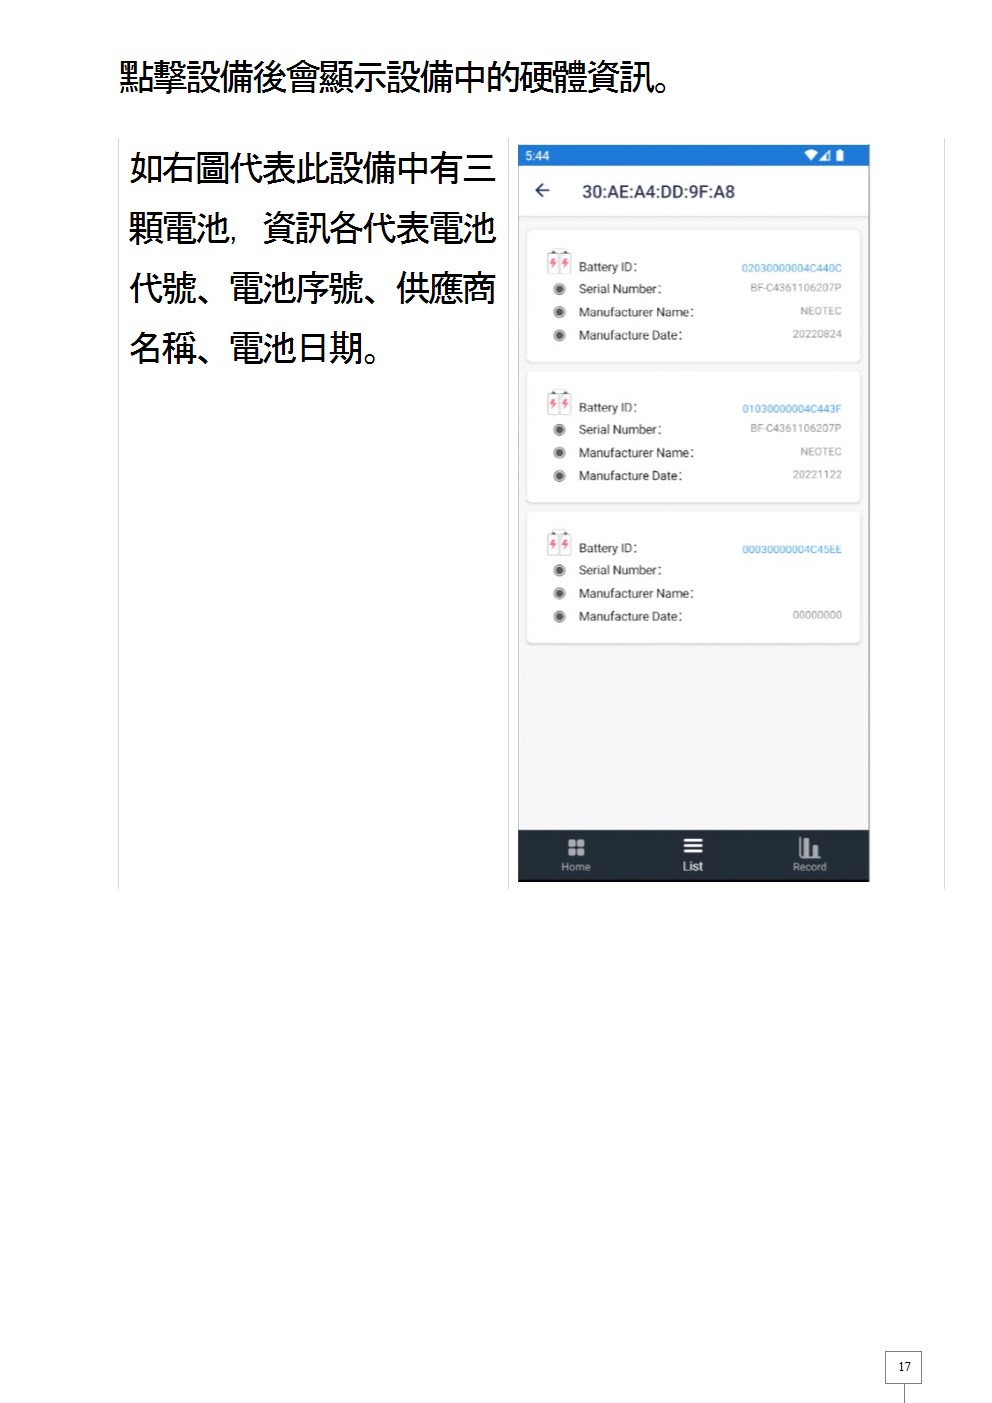 點擊設備後會顯示設備中的硬體資訊。
如右圖代表此設備中有三
顆電池，資訊各代表電池
代號、電池序號、供應商
名稱、電池日期。
5:44
30:AE:A4:DD:9F:A8
Battery ID: 02030000004C440C
Serial Number: BF-C4361106207P
Manufacturer Name: NEOTEC
Manufacture Date: 20220824
Battery ID: 01030000004C443F
Serial Number: BF-C4361106207P
Manufacturer Name: NEOTEC
Manufacture Date: 20221122
Battery ID: 00030000004C45EE
Serial Number:
Manufacturer Name:
Manufacture Date: 00000000
Home List Record
17